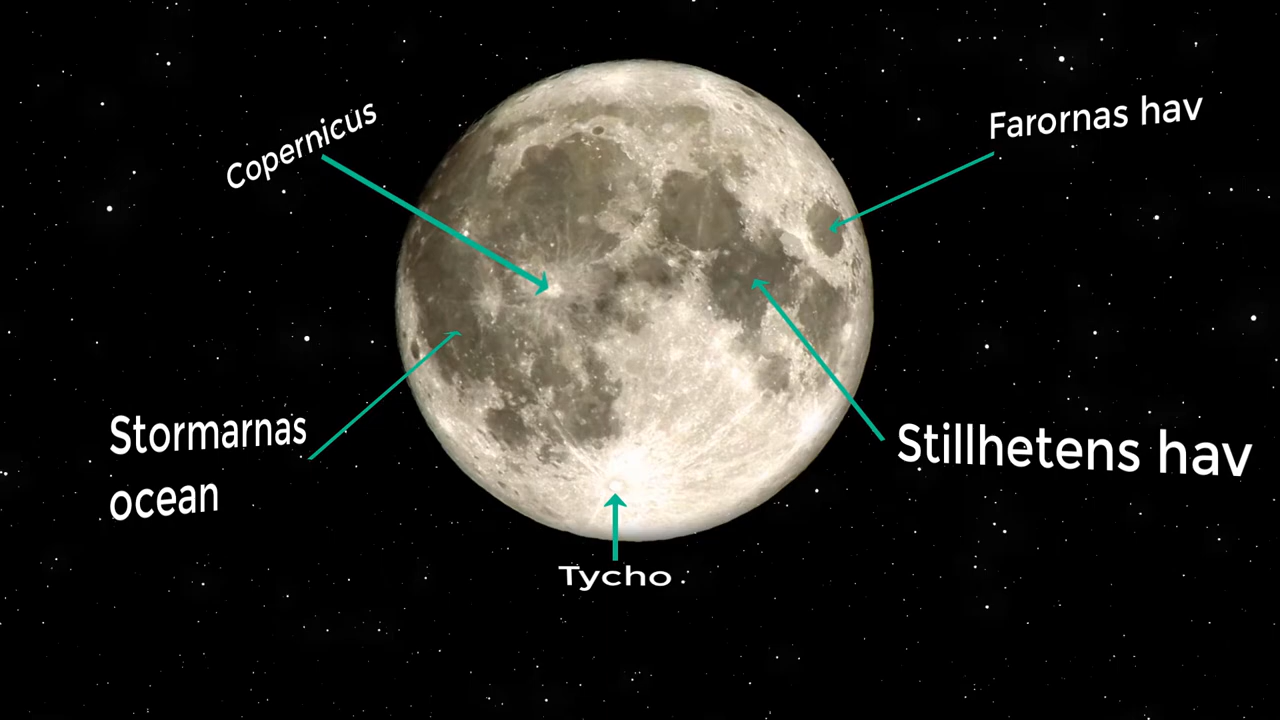 Copernicus
Farornas hav
Stormarnas
ocean
Stillhetens hav
Tycho